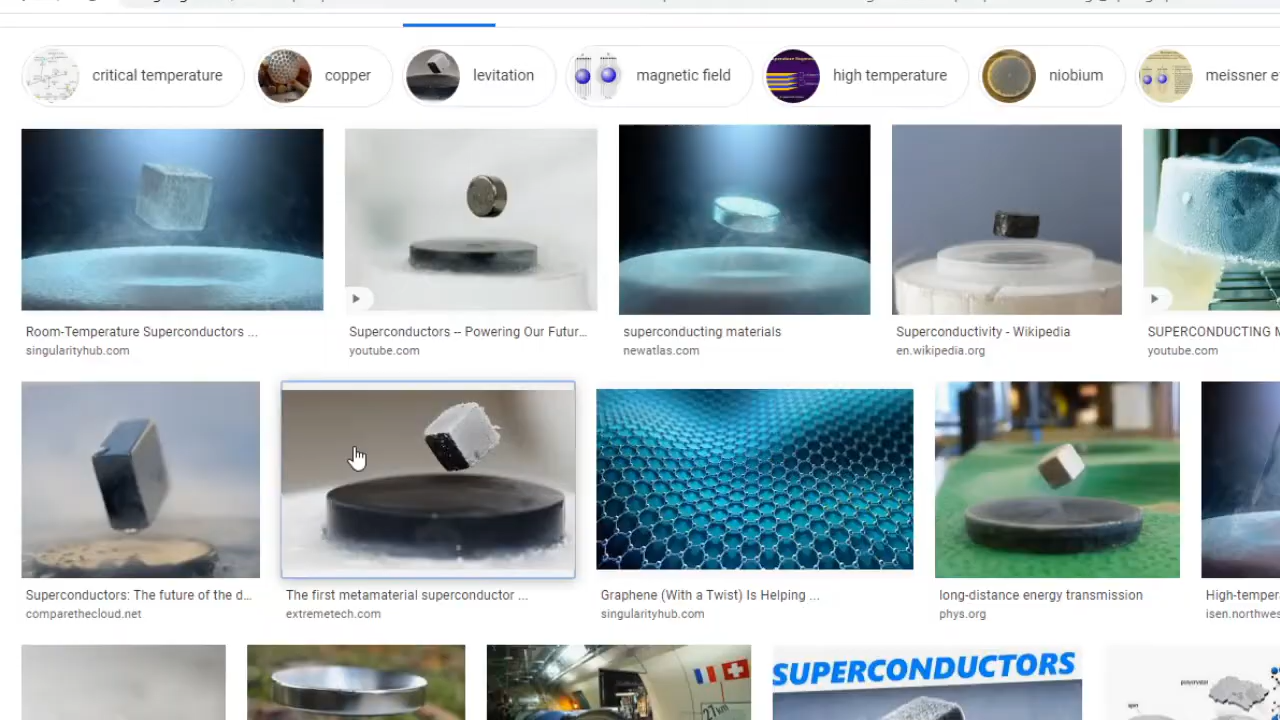 critical temperature
copper
levitation
magnetic field
high temperature
niobium
meissner e
Room-Temperature Superconductors ...
singularityhub.com
Superconductors -- Powering Our Futur...
youtube.com
superconducting materials
newatlas.com
Superconductivity - Wikipedia
en.wikipedia.org
SUPERCONDUCTING
youtube.com
Superconductors: The future of the d...
comparethecloud.net
The first metamaterial superconductor ...
extremetech.com
Graphene (With a Twist) Is Helping ...
singularityhub.com
long-distance energy transmission
phys.org
High-temper
isen.northwes
27km
SUPERCONDUCTORS